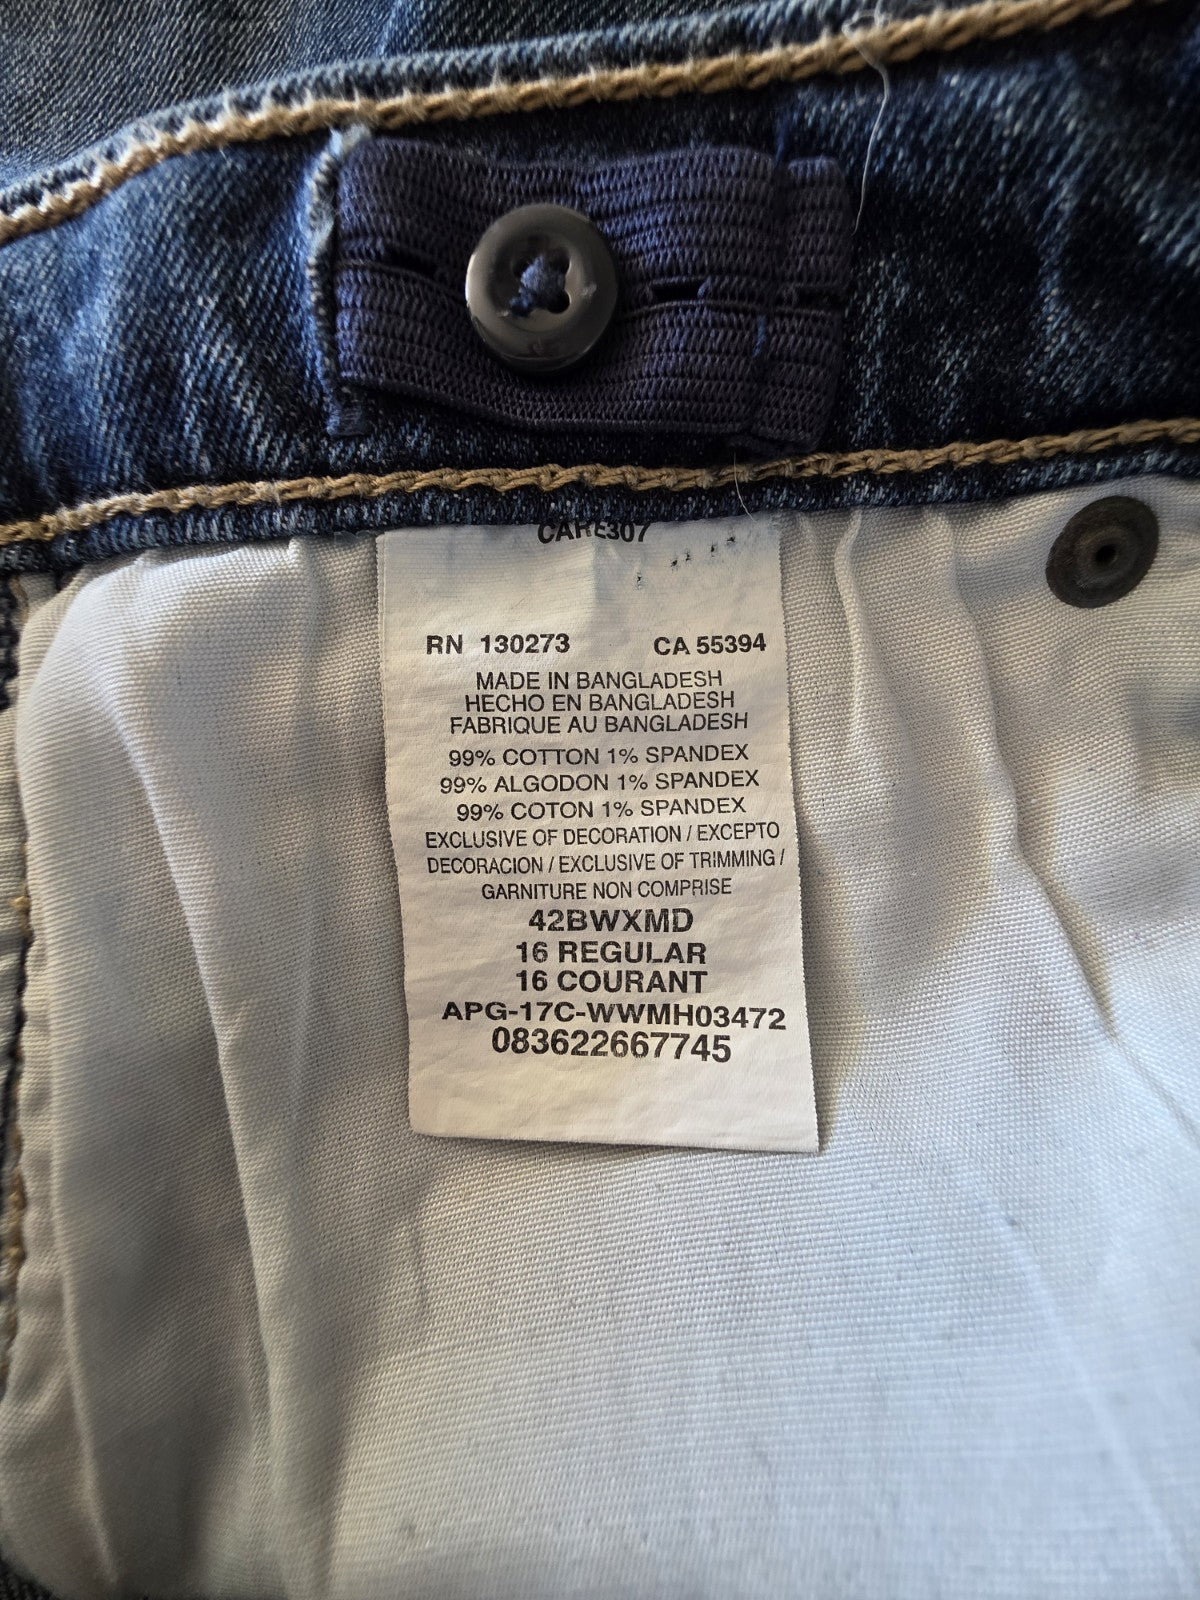 CARE307
RN 130273 CA 55394
MADE IN BANGLADESH
HECHO EN BANGLADESH
FABRIQUE AU BANGLADESH
99% COTTON 1% SPANDEX
99% ALGODON 1% SPANDEX
99% COTON 1% SPANDEX
EXCLUSIVE OF DECORATION / EXCEPTO
DECORACION / EXCLUSIVE OF TRIMMING /
GARNITURE NON COMPRISE
42BWXMD
16 REGULAR
16 COURANT
APG-17C-WWMH03472
083622667745